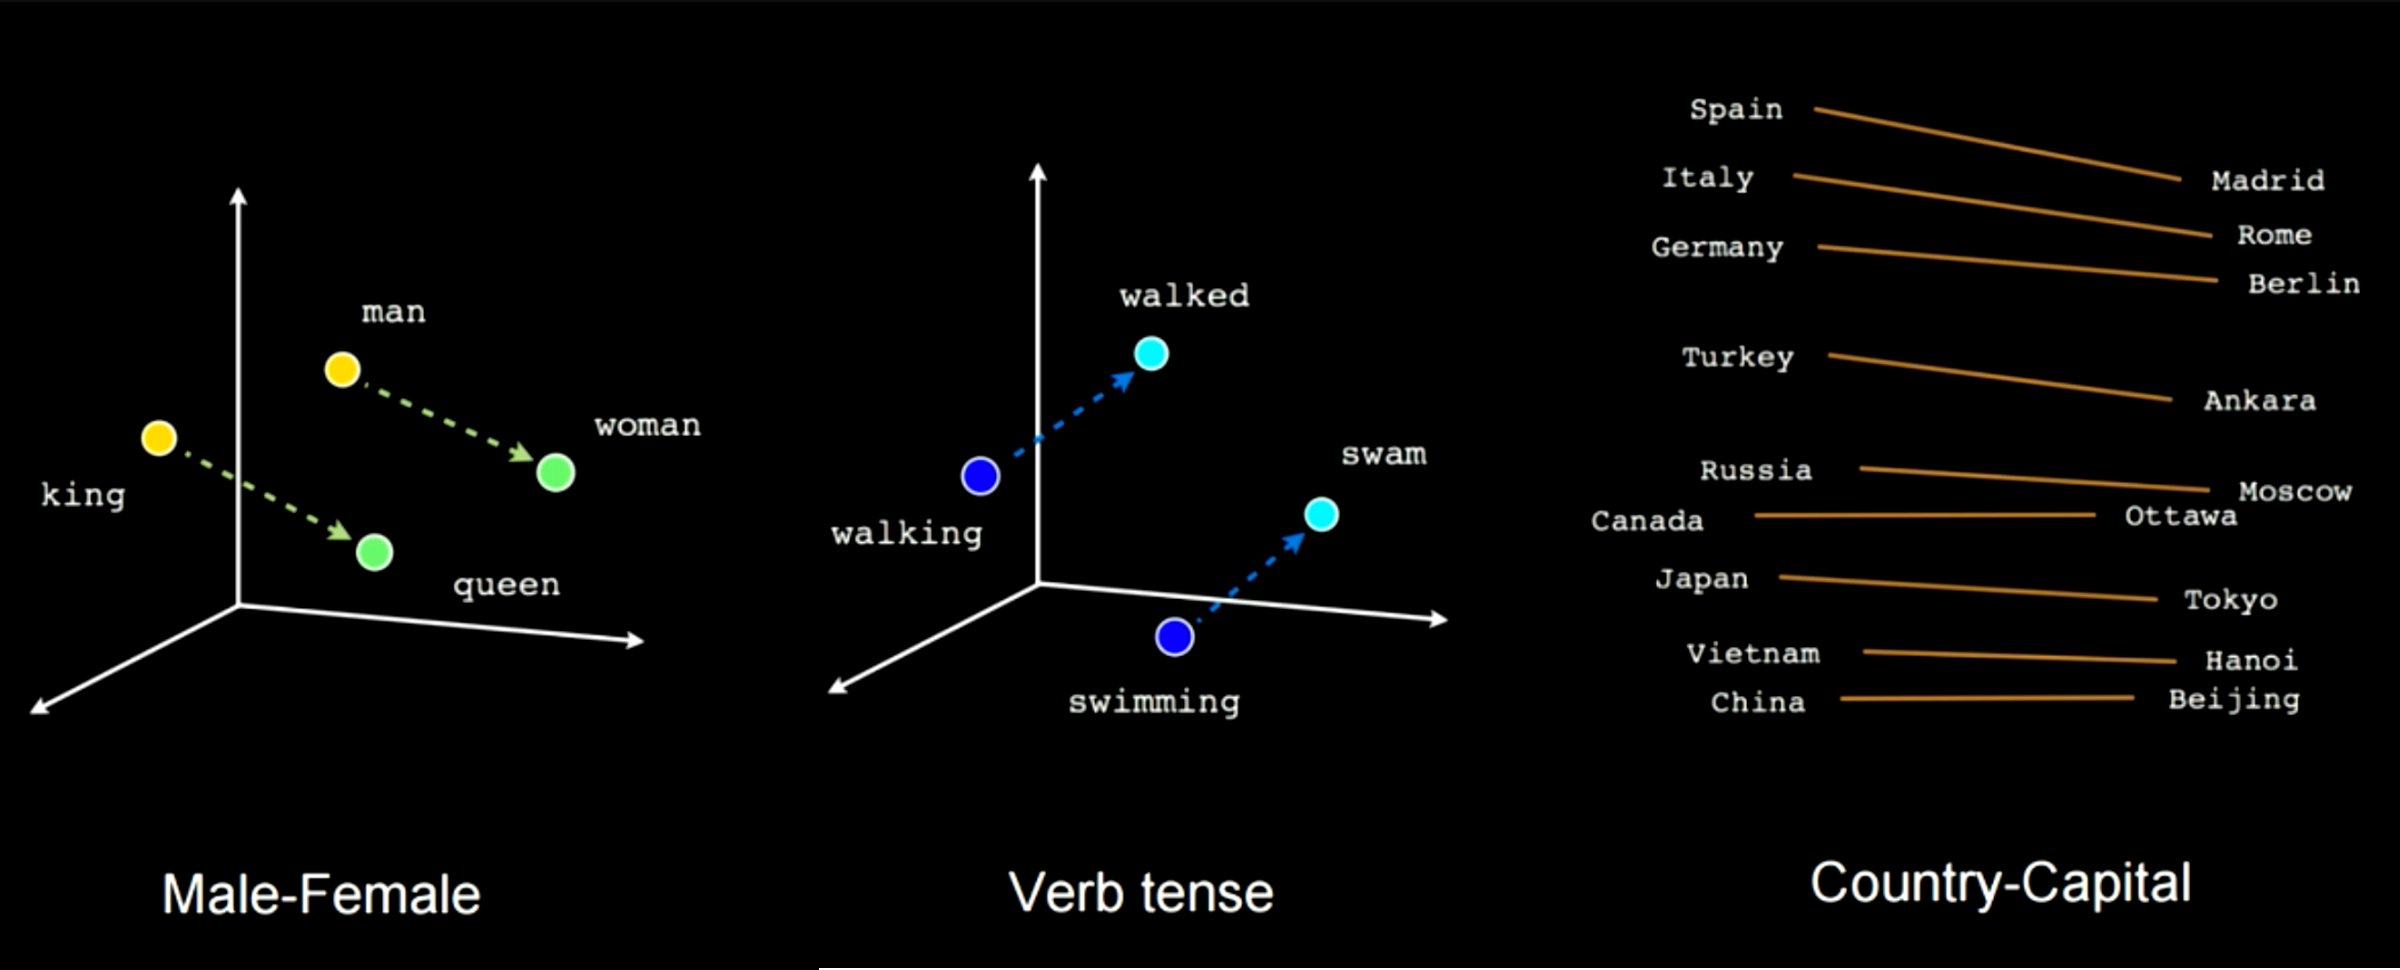 man
woman
king
queen
Male-Female
walked
walking
swam
swimming
Verb tense
Spain
Madrid
Italy
Rome
Germany
Berlin
Turkey
Ankara
Russia
Moscow
Canada
Ottawa
Japan
Tokyo
Vietnam
Hanoi
China
Beijing
Country-Capital